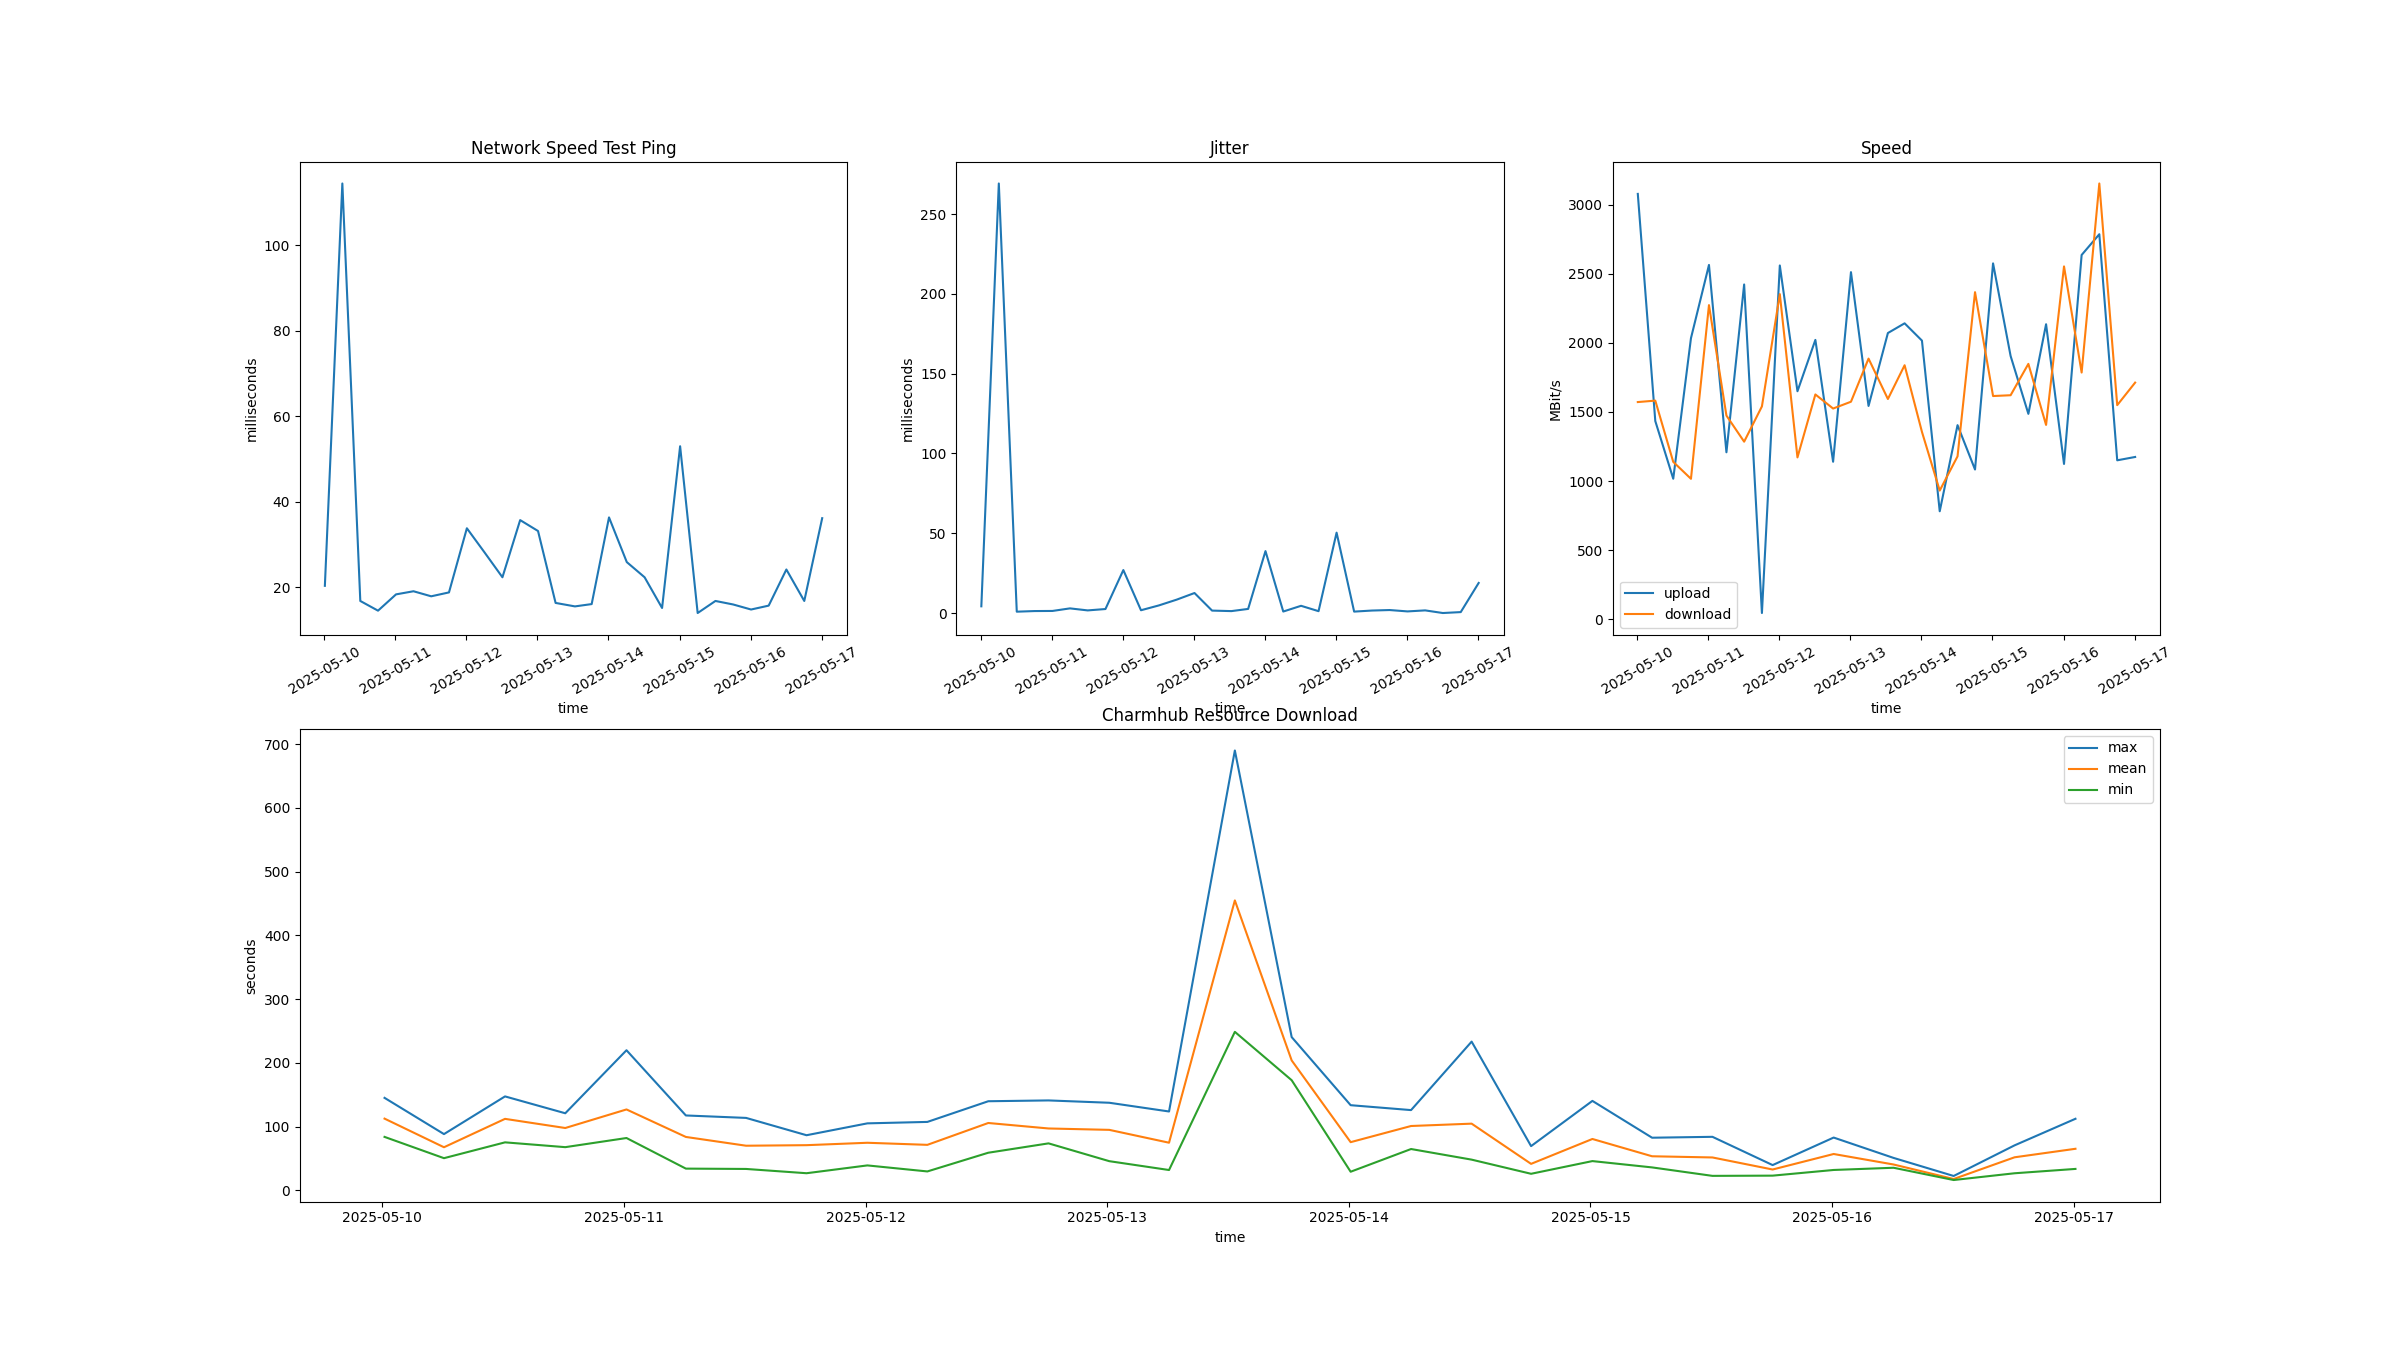 Network Speed Test Ping
milliseconds
100
80
60
40
20
2025-05-10 2025-05-11 2025-05-12 2025-05-13 2025-05-14 2025-05-15 2025-05-16 2025-05-17
time
Jitter
milliseconds
250
200
150
100
50
0
2025-05-10 2025-05-11 2025-05-12 2025-05-13 2025-05-14 2025-05-15 2025-05-16 2025-05-17
time
Speed
MBit/s
3000
2500
2000
1500
1000
500
0
upload
download
2025-05-10 2025-05-11 2025-05-12 2025-05-13 2025-05-14 2025-05-15 2025-05-16 2025-05-17
time
Charmhub Resource Download
seconds
700
600
500
400
300
200
100
0
max
mean
min
2025-05-10 2025-05-11 2025-05-12 2025-05-13 2025-05-14 2025-05-15 2025-05-16 2025-05-17
time